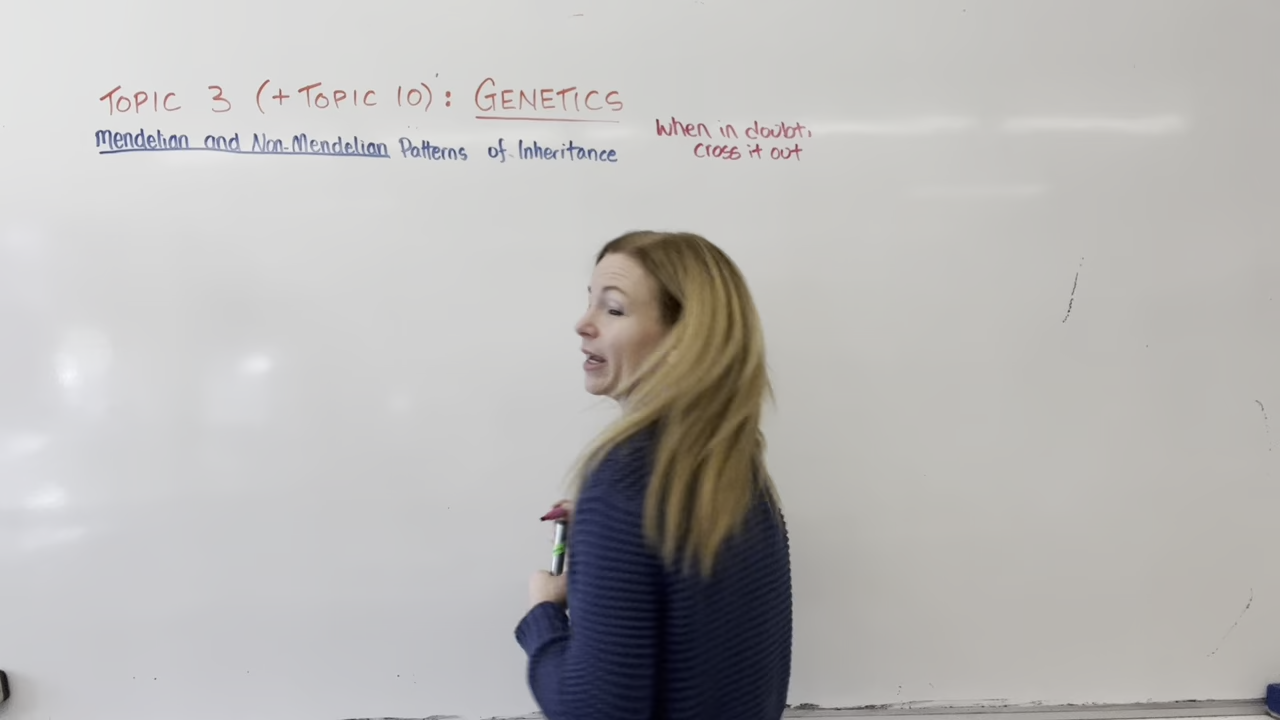 TOPIC 3 (+ TOPIC 10): GENETICS
Mendelian and Non-Mendelian Patterns of Inheritance
When in doubt,
cross it out